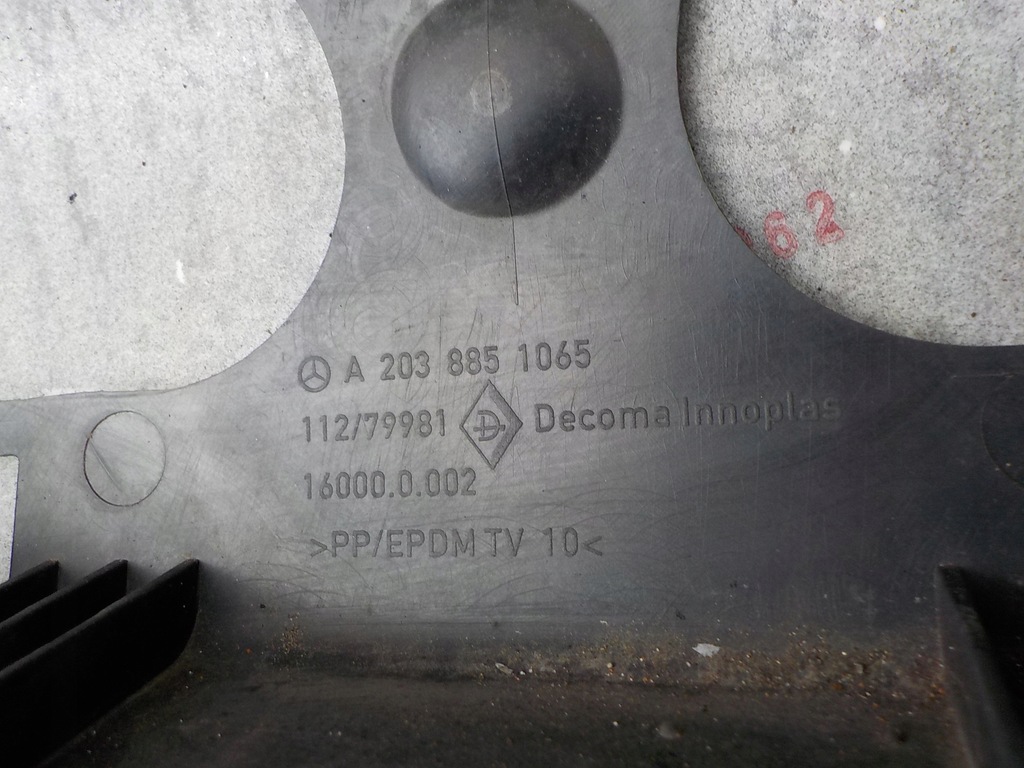 62
A 203 885 1065
112/79981 D Decoma Innoplas
16000.0.002
>PP/EPDM TV 10<